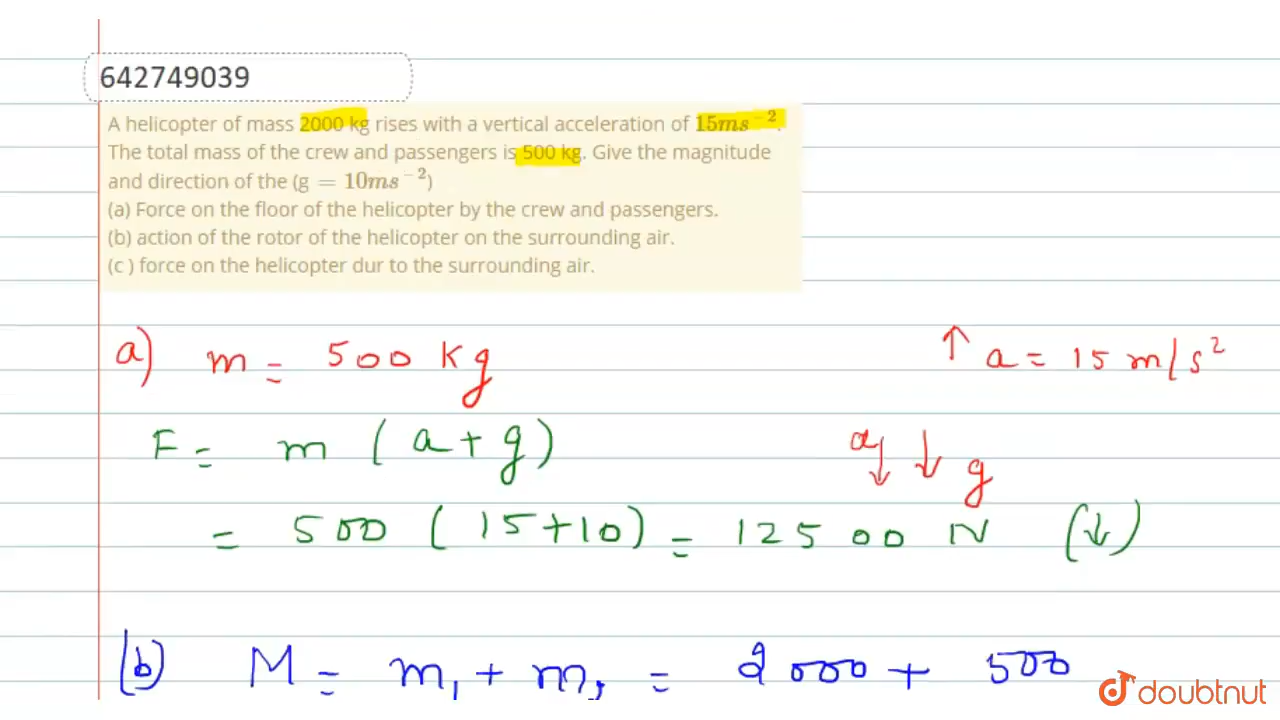 642749039
A helicopter of mass 2000 kg rises with a vertical acceleration of 15ms⁻².
The total mass of the crew and passengers is 500 kg. Give the magnitude
and direction of the (g = 10ms⁻²)
(a) Force on the floor of the helicopter by the crew and passengers.
(b) action of the rotor of the helicopter on the surrounding air.
(c ) force on the helicopter dur to the surrounding air.
a) m = 500 kg ↑ a = 15 m/s²
F = m (a+g) a↓ ↓ g
= 500 (15+10) = 12500 N (↓)
(b) M = m₁ + m₂ = 2000 + 500
doubtnut